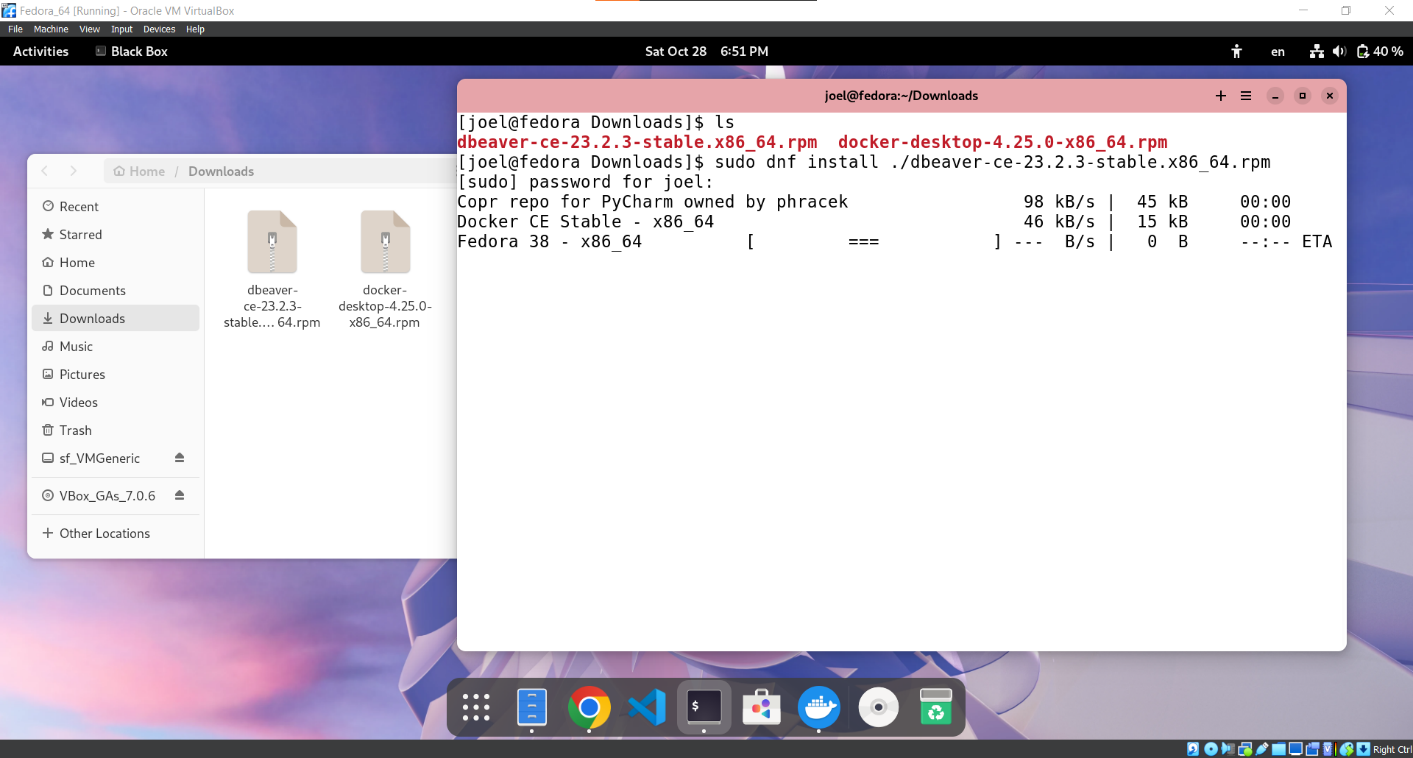 Fedora_64 [Running] - Oracle VM VirtualBox
File Machine View Input Devices Help
Activities Black Box Sat Oct 28 6:51 PM en 40 %
joel@fedora:~/Downloads
[joel@fedora Downloads]$ ls
dbeaver-ce-23.2.3-stable.x86_64.rpm docker-desktop-4.25.0-x86_64.rpm
[joel@fedora Downloads]$ sudo dnf install ./dbeaver-ce-23.2.3-stable.x86_64.rpm
[sudo] password for joel:
Copr repo for PyCharm owned by phracek 98 kB/s | 45 kB 00:00
Docker CE Stable - x86_64 46 kB/s | 15 kB 00:00
Fedora 38 - x86_64 [ === ] --- B/s | 0 B --:-- ETA
Home / Downloads
Recent
Starred
Home
Documents
Downloads
Music
Pictures
Videos
Trash
sf_VMGeneric
VBox_GAs_7.0.6
+ Other Locations
dbeaver-
ce-23.2.3-
stable.... 64.rpm
docker-
desktop-4.25.0-
x86_64.rpm
$
Right Ctrl